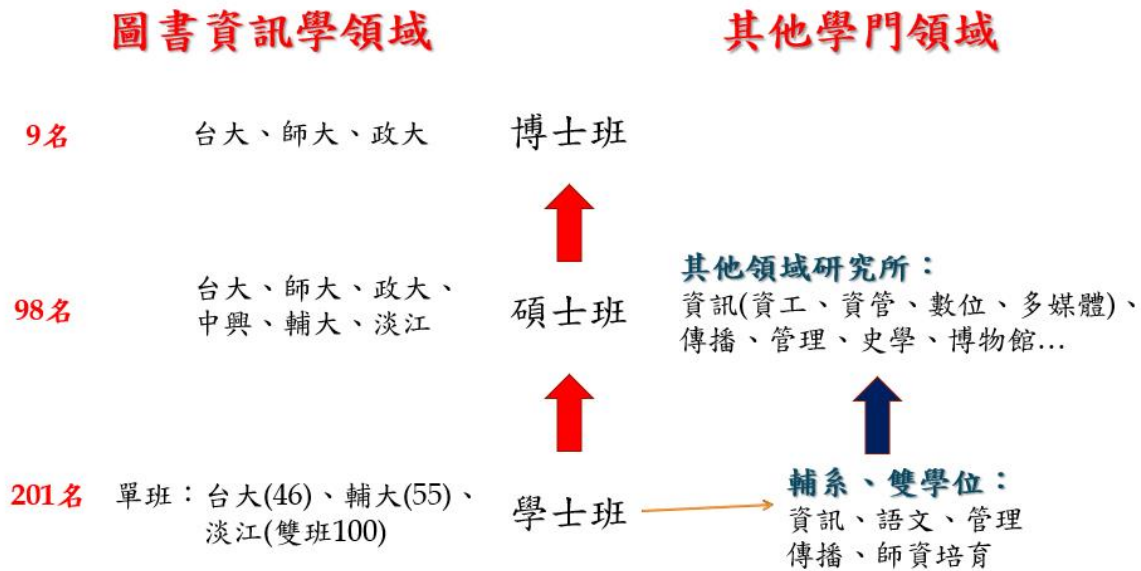 圖書資訊學領域
其他學門領域
9名
台大、師大、政大
博士班
98名
台大、師大、政大、
中興、輔大、淡江
碩士班
其他領域研究所：
資訊(資工、資管、數位、多媒體)、
傳播、管理、史學、博物館…
201名
單班：台大(46)、輔大(55)、
淡江(雙班100)
學士班
輔系、雙學位：
資訊、語文、管理
傳播、師資培育